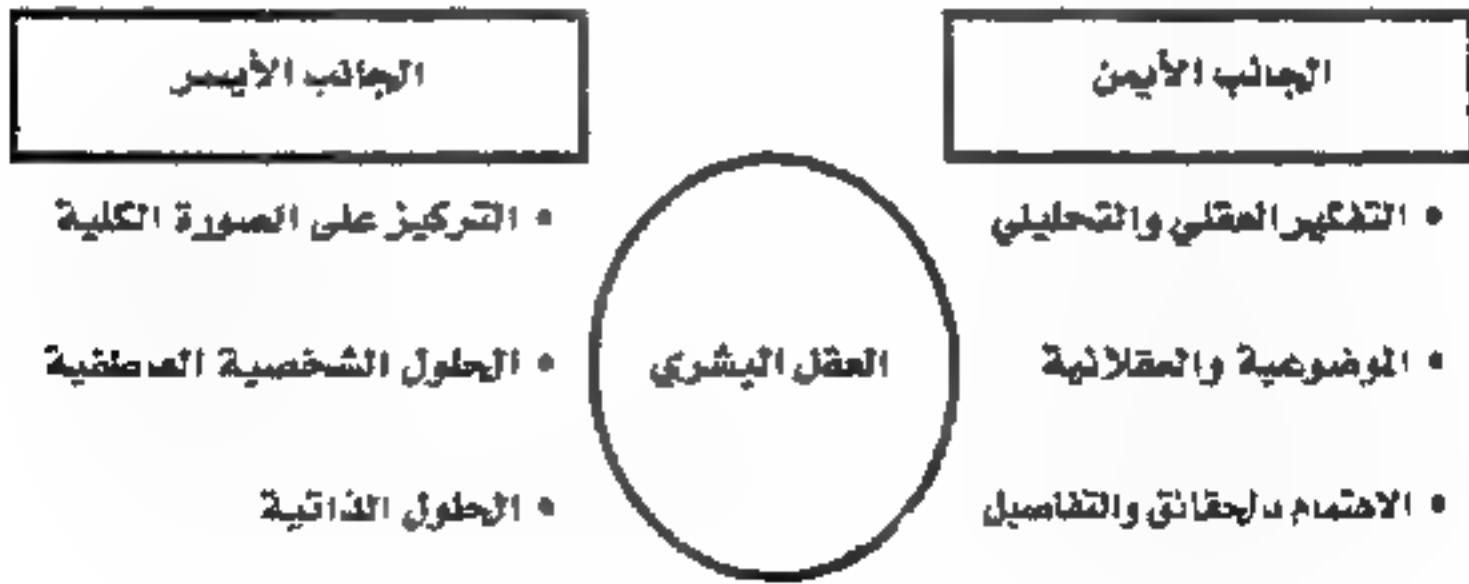 الجانب الأيمن
الجانب الأيسر
• التفكير العقلي والتحليلي
• الموضوعية والعقلانية
• الاهتمام بالحقائق والتفاصيل
العقل البشري
• التركيز على الصورة الكلية
• الحلول الشخصية العاطفية
• الحلول الذاتية